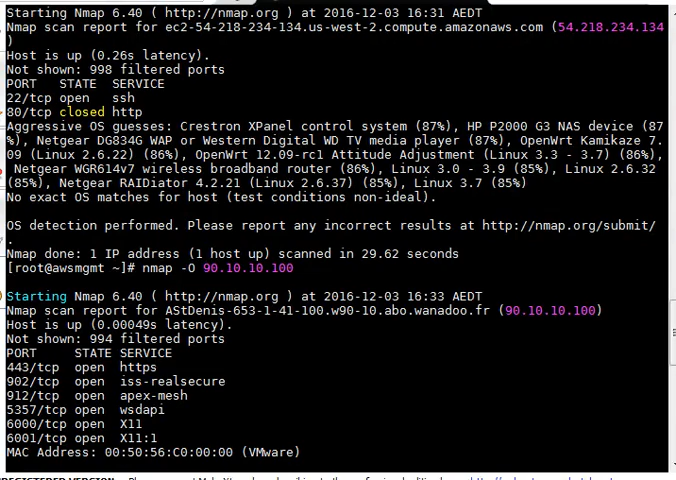 Starting Nmap 6.40 ( http://nmap.org ) at 2016-12-03 16:31 AEDT
Nmap scan report for ec2-54-218-234-134.us-west-2.compute.amazonaws.com (54.218.234.134
)
Host is up (0.26s latency).
Not shown: 998 filtered ports
PORT   STATE  SERVICE
22/tcp open   ssh
80/tcp closed http
Aggressive OS guesses: Crestron XPanel control system (87%), HP P2000 G3 NAS device (87
%), Netgear DG834G WAP or Western Digital WD TV media player (87%), OpenWrt Kamikaze 7.
09 (Linux 2.6.22) (86%), OpenWrt 12.09-rc1 Attitude Adjustment (Linux 3.3 - 3.7) (86%),
 Netgear WGR614v7 wireless broadband router (86%), Linux 3.0 - 3.9 (85%), Linux 2.6.32
(85%), Netgear RAIDiator 4.2.21 (Linux 2.6.37) (85%), Linux 3.7 (85%)
No exact OS matches for host (test conditions non-ideal).

OS detection performed. Please report any incorrect results at http://nmap.org/submit/
.
Nmap done: 1 IP address (1 host up) scanned in 29.62 seconds
[root@awsmgmt ~]# nmap -O 90.10.10.100

Starting Nmap 6.40 ( http://nmap.org ) at 2016-12-03 16:33 AEDT
Nmap scan report for AStDenis-653-1-41-100.w90-10.abo.wanadoo.fr (90.10.10.100)
Host is up (0.00049s latency).
Not shown: 994 filtered ports
PORT     STATE SERVICE
443/tcp  open  https
902/tcp  open  iss-realsecure
912/tcp  open  apex-mesh
5357/tcp open  wsdapi
6000/tcp open  X11
6001/tcp open  X11:1
MAC Address: 00:50:56:C0:00:00 (VMware)